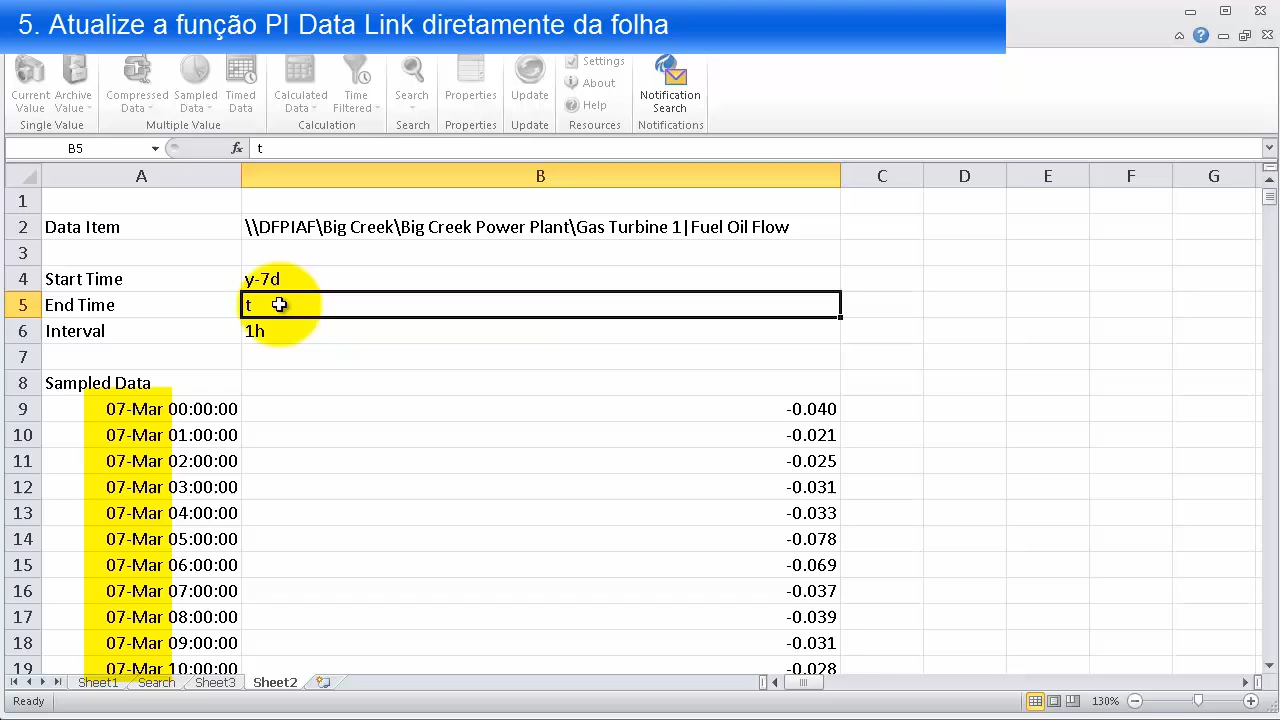 5. Atualize a função PI Data Link diretamente da folha
Current Value
Archive Value
Compressed Data
Sampled Data
Timed Data
Calculated Data
Time Filtered
Search
Properties
Update
Settings
About
Help
Notification Search
Single Value
Multiple Value
Calculation
Search
Properties
Update
Resources
Notifications
B5 fx t
A B C D E F G
1
2 Data Item \\DFPIAF\Big Creek\Big Creek Power Plant\Gas Turbine 1|Fuel Oil Flow
3
4 Start Time y-7d
5 End Time t
6 Interval 1h
7
8 Sampled Data
9 07-Mar 00:00:00 -0.040
10 07-Mar 01:00:00 -0.021
11 07-Mar 02:00:00 -0.025
12 07-Mar 03:00:00 -0.031
13 07-Mar 04:00:00 -0.033
14 07-Mar 05:00:00 -0.078
15 07-Mar 06:00:00 -0.069
16 07-Mar 07:00:00 -0.037
17 07-Mar 08:00:00 -0.039
18 07-Mar 09:00:00 -0.031
19 07-Mar 10:00:00 -0.028
Sheet1 Search Sheet3 Sheet2
Ready 130%